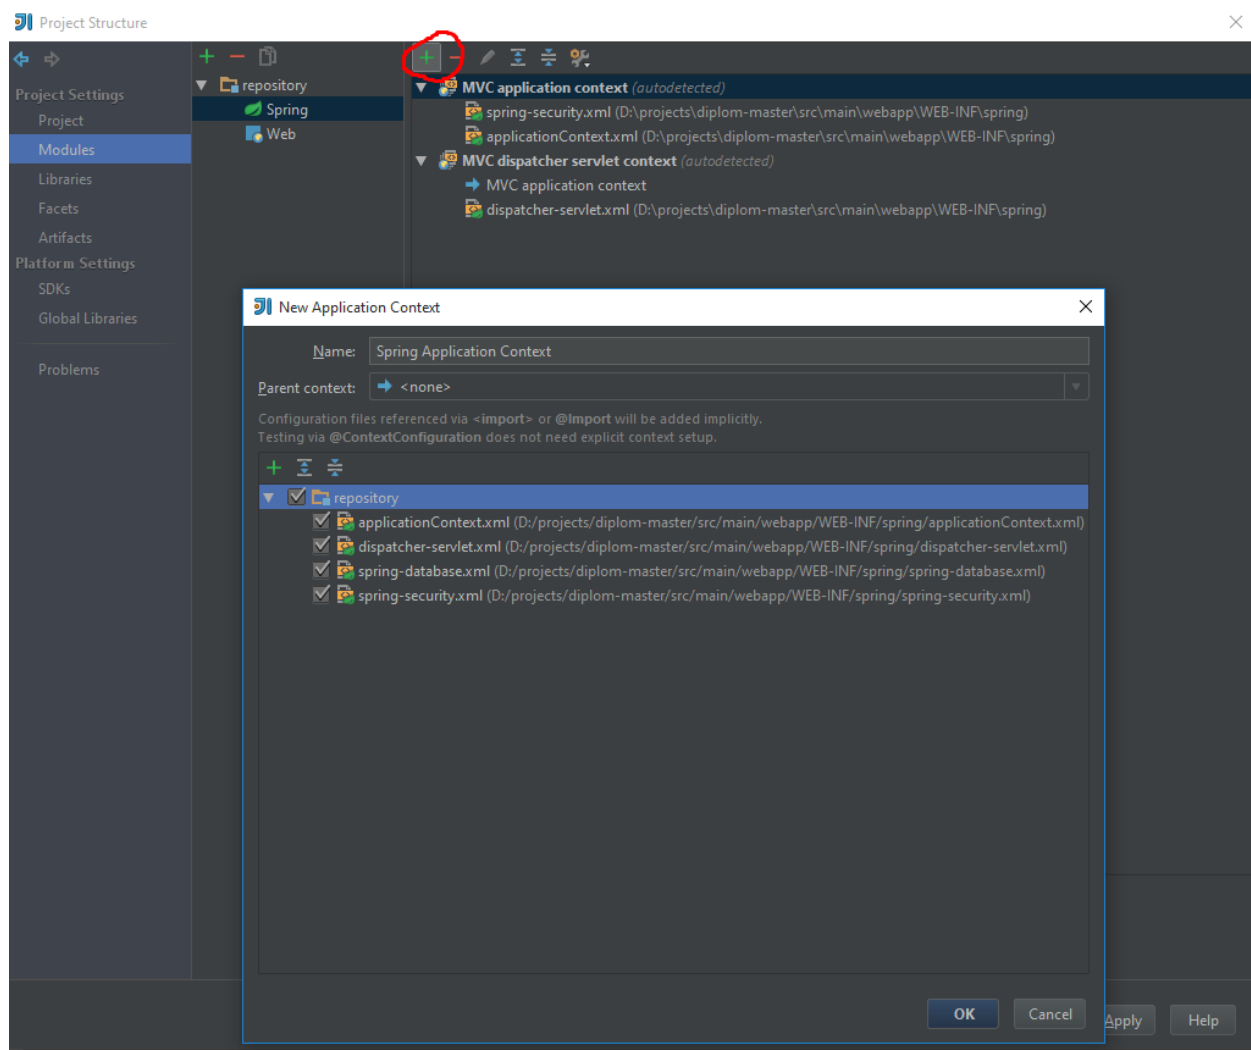 Project Structure
Project Settings
Project
Modules
Libraries
Facets
Artifacts
Platform Settings
SDKs
Global Libraries
Problems
repository
Spring
Web
MVC application context (autodetected)
spring-security.xml (D:\projects\diplom-master\src\main\webapp\WEB-INF\spring)
applicationContext.xml (D:\projects\diplom-master\src\main\webapp\WEB-INF\spring)
MVC dispatcher servlet context (autodetected)
MVC application context
dispatcher-servlet.xml (D:\projects\diplom-master\src\main\webapp\WEB-INF\spring)
New Application Context
Name: Spring Application Context
Parent context: <none>
Configuration files referenced via <import> or @Import will be added implicitly.
Testing via @ContextConfiguration does not need explicit context setup.
repository
applicationContext.xml (D:/projects/diplom-master/src/main/webapp/WEB-INF/spring/applicationContext.xml)
dispatcher-servlet.xml (D:/projects/diplom-master/src/main/webapp/WEB-INF/spring/dispatcher-servlet.xml)
spring-database.xml (D:/projects/diplom-master/src/main/webapp/WEB-INF/spring/spring-database.xml)
spring-security.xml (D:/projects/diplom-master/src/main/webapp/WEB-INF/spring/spring-security.xml)
OK Cancel
Apply Help